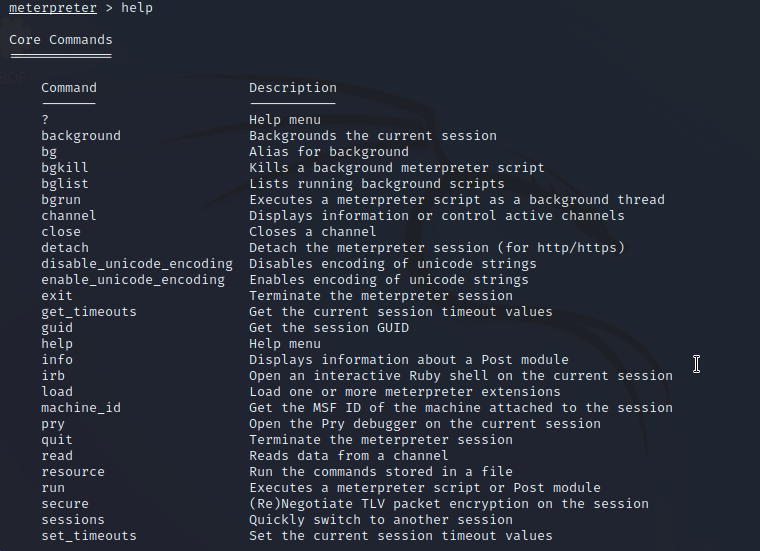 meterpreter > help
Core Commands
=============
Command Description
------- -----------
? Help menu
background Backgrounds the current session
bg Alias for background
bgkill Kills a background meterpreter script
bglist Lists running background scripts
bgrun Executes a meterpreter script as a background thread
channel Displays information or control active channels
close Closes a channel
detach Detach the meterpreter session (for http/https)
disable_unicode_encoding Disables encoding of unicode strings
enable_unicode_encoding Enables encoding of unicode strings
exit Terminate the meterpreter session
get_timeouts Get the current session timeout values
guid Get the session GUID
help Help menu
info Displays information about a Post module
irb Open an interactive Ruby shell on the current session
load Load one or more meterpreter extensions
machine_id Get the MSF ID of the machine attached to the session
pry Open the Pry debugger on the current session
quit Terminate the meterpreter session
read Reads data from a channel
resource Run the commands stored in a file
run Executes a meterpreter script or Post module
secure (Re)Negotiate TLV packet encryption on the session
sessions Quickly switch to another session
set_timeouts Set the current session timeout values